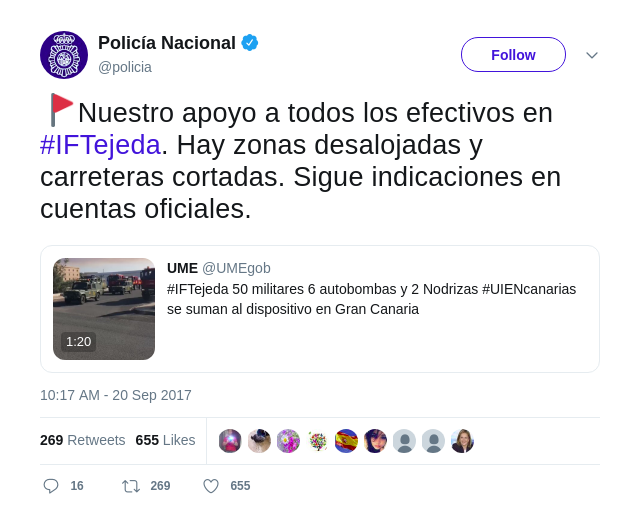 Policía Nacional
@policia
Follow
Nuestro apoyo a todos los efectivos en
#IFTejeda. Hay zonas desalojadas y
carreteras cortadas. Sigue indicaciones en
cuentas oficiales.
UME @UMEgob
#IFTejeda 50 militares 6 autobombas y 2 Nodrizas #UIENcanarias
se suman al dispositivo en Gran Canaria
1:20
10:17 AM - 20 Sep 2017
269 Retweets 655 Likes
16 269 655